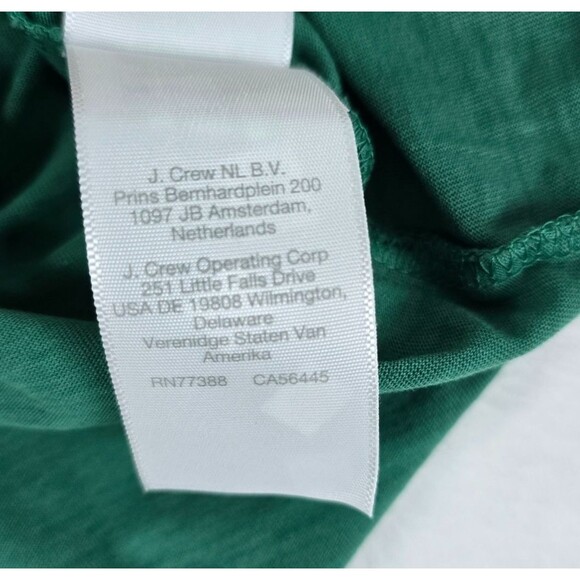 J. Crew NL B.V.
Prins Bernhardplein 200
1097 JB Amsterdam,
Netherlands
J. Crew Operating Corp
251 Little Falls Drive
USA DE 19808 Wilmington,
Delaware
Verenidge Staten Van
Amerika
RN77388 CA56445